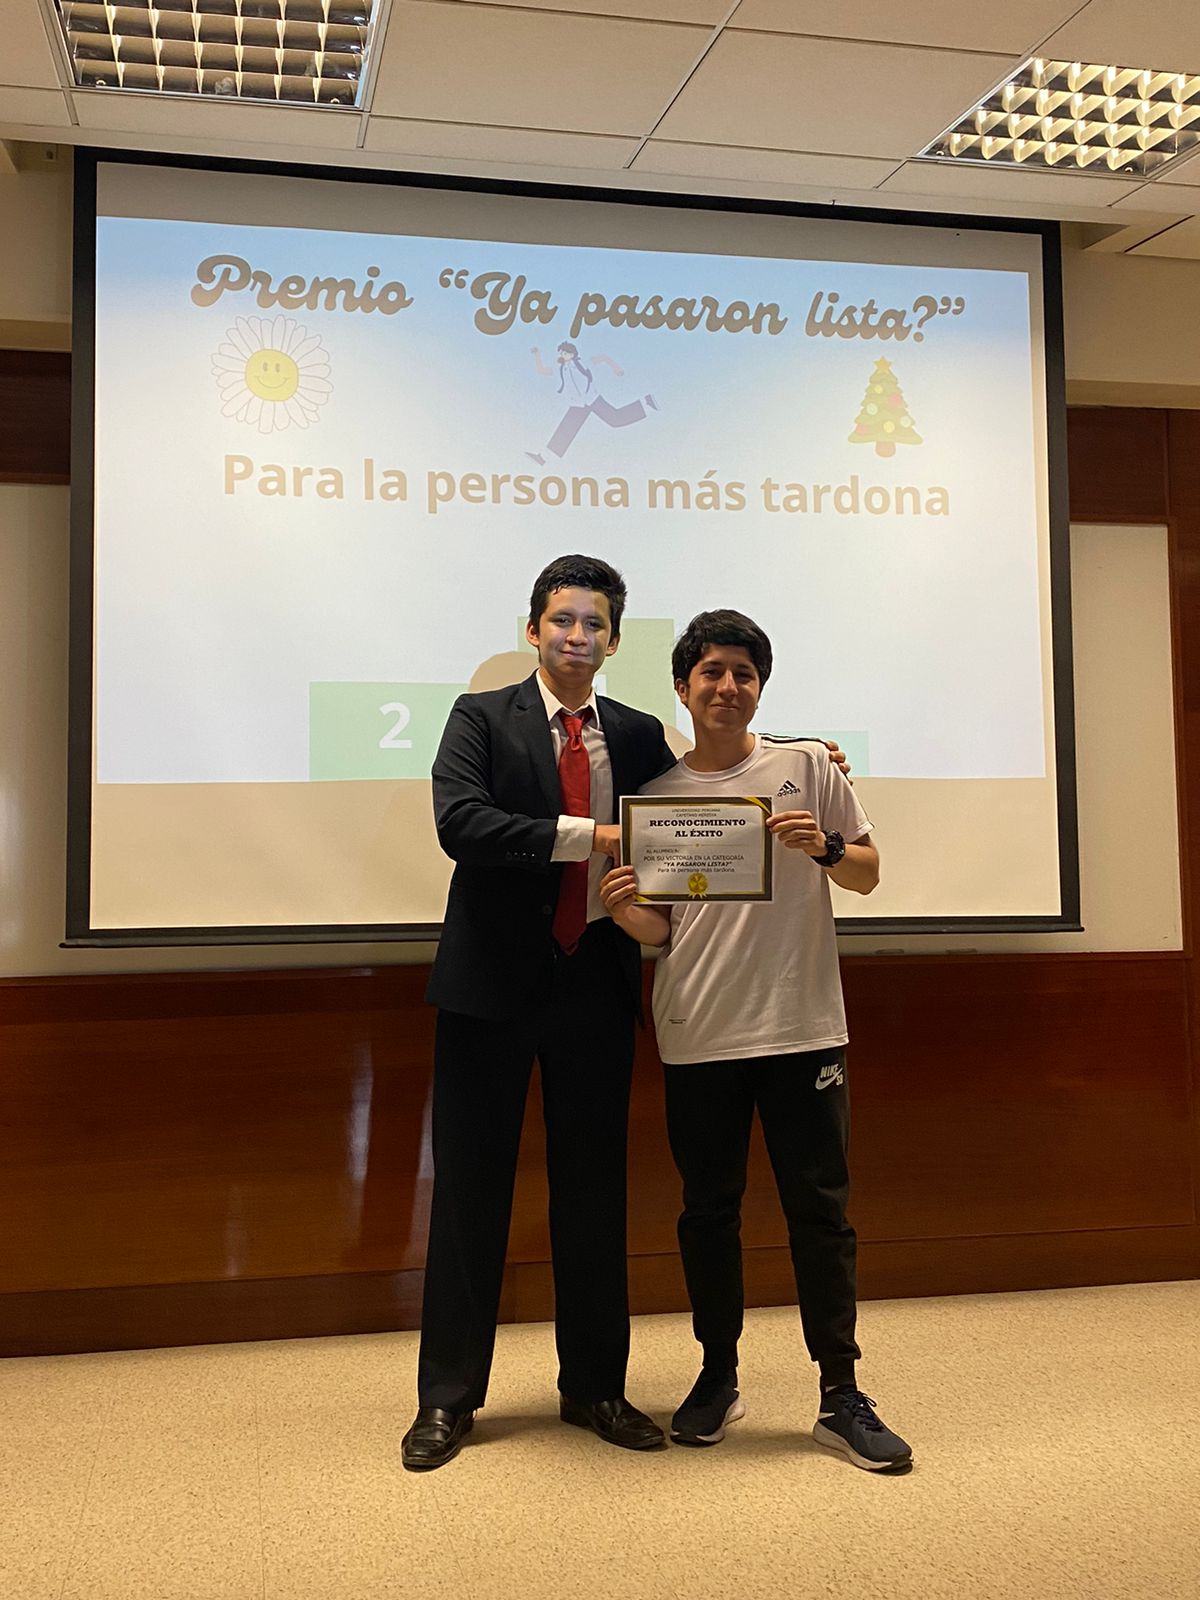 Premio “Ya pasaron lista?”
Para la persona más tardona
2
1
adidas
UNIVERSIDAD PERUANA
CAYETANO HEREDIA
RECONOCIMIENTO
AL ÉXITO
AL ALUMNO/A:
POR SU VICTORIA EN LA CATEGORÍA
"YA PASARON LISTA?"
Para la persona más tardona
NIKE
SB